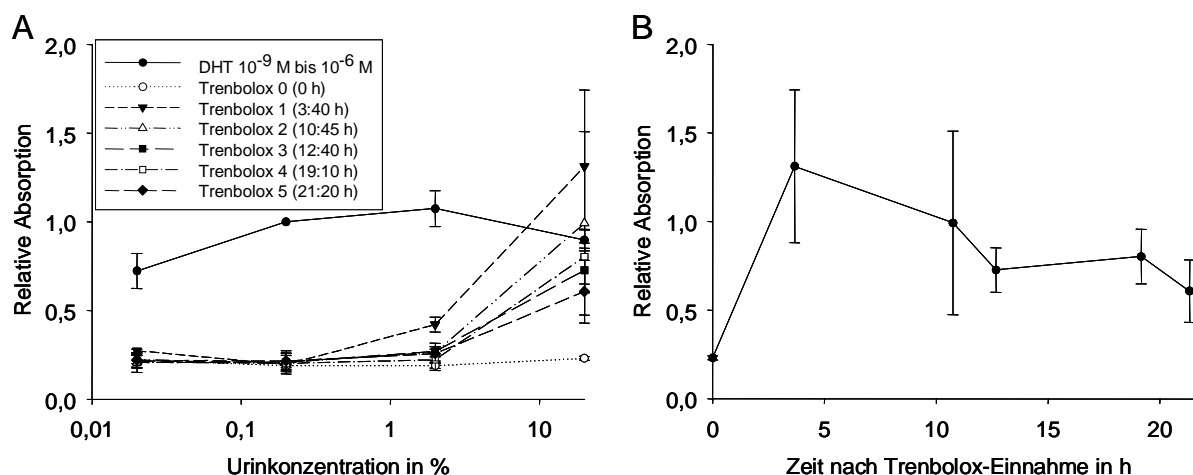 A
2,0
1,5
1,0
0,5
0,0
Relative Absorption
DHT 10-9 M bis 10-6 M
Trenbolox 0 (0 h)
Trenbolox 1 (3:40 h)
Trenbolox 2 (10:45 h)
Trenbolox 3 (12:40 h)
Trenbolox 4 (19:10 h)
Trenbolox 5 (21:20 h)
0,01
0,1
1
10
Urinkonzentration in %
B
2,0
1,5
1,0
0,5
0,0
Relative Absorption
0
5
10
15
20
Zeit nach Trenbolox-Einnahme in h